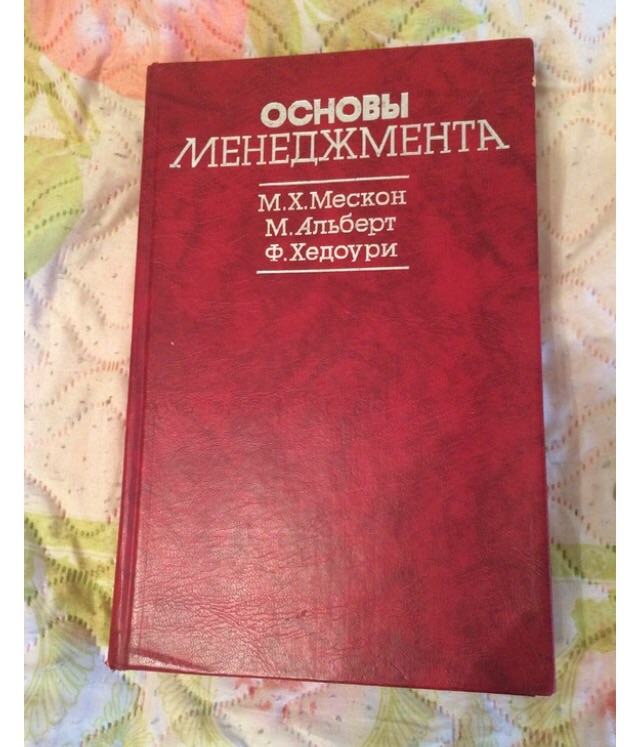 ОСНОВЫ
МЕНЕДЖМЕНТА
М.Х.Мескон
М.Альберт
Ф.Хедоури